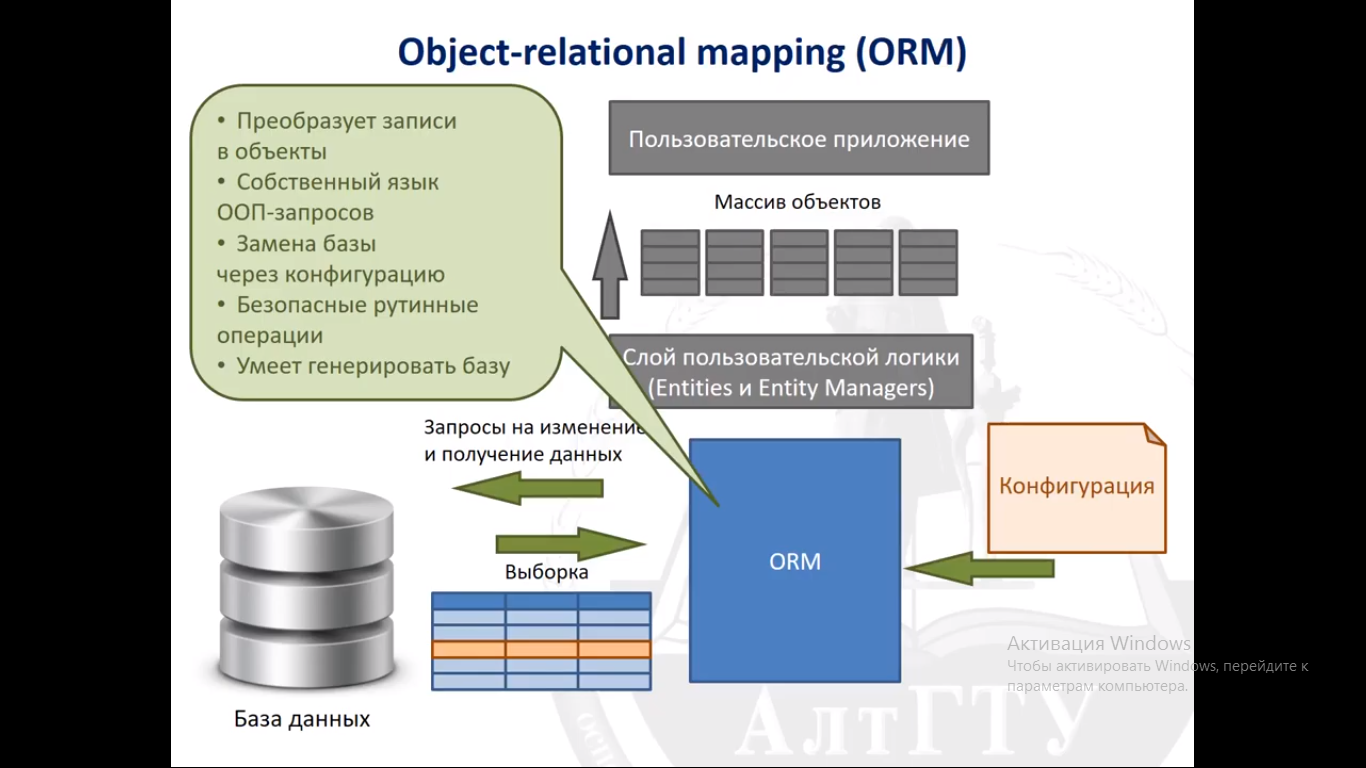 Object-relational mapping (ORM)
• Преобразует записи
в объекты
• Собственный язык
ООП-запросов
• Замена базы
через конфигурацию
• Безопасные рутинные
операции
• Умеет генерировать базу
Пользовательское приложение
Массив объектов
Слой пользовательской логики
(Entities и Entity Managers)
Запросы на изменение
и получение данных
Конфигурация
ORM
Выборка
База данных
Активация Windows
Чтобы активировать Windows, перейдите к
параметрам компьютера.
АлтГТУ